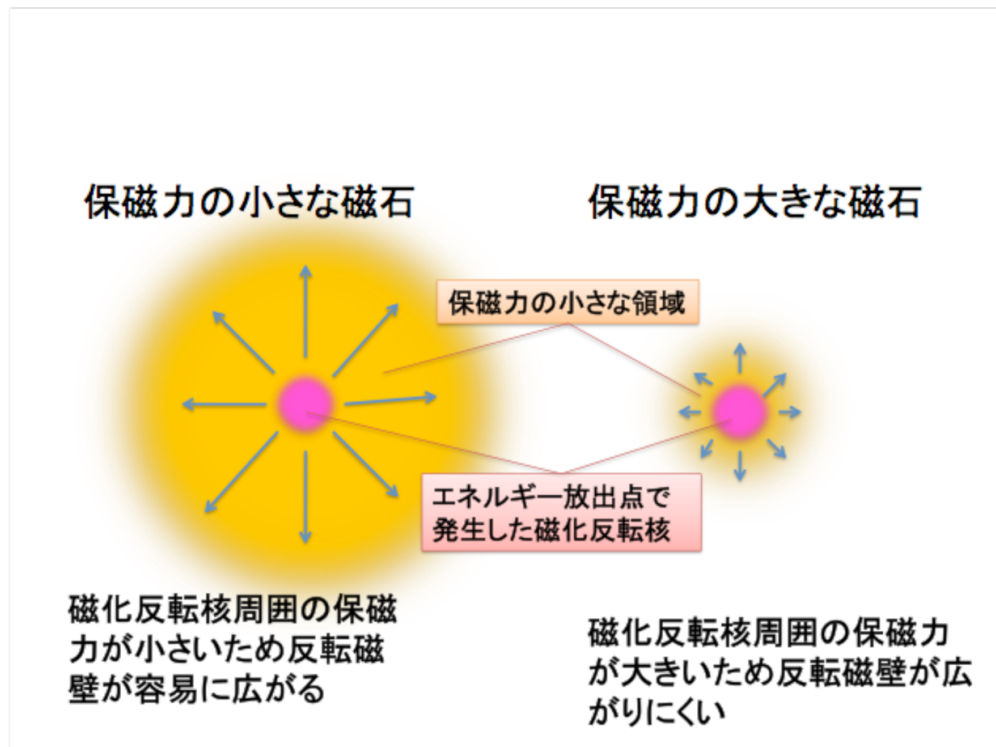 保磁力の小さな磁石
保磁力の大きな磁石
保磁力の小さな領域
エネルギー放出点で
発生した磁化反転核
磁化反転核周囲の保磁
力が小さいため反転磁
壁が容易に広がる
磁化反転核周囲の保磁力
が大きいため反転磁壁が広
がりにくい